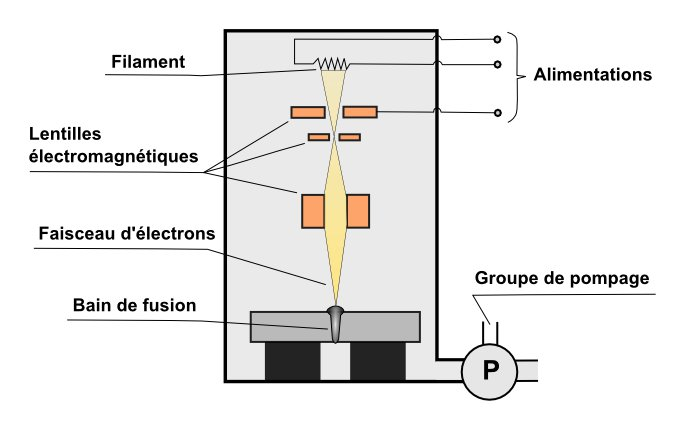 Filament
Alimentations
Lentilles
électromagnétiques
Faisceau d'électrons
Groupe de pompage
Bain de fusion
P